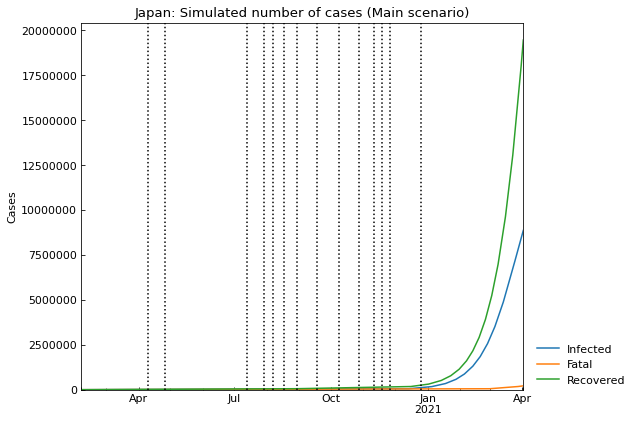 Japan: Simulated number of cases (Main scenario)
20000000
17500000
15000000
12500000
10000000
7500000
5000000
2500000
0
Cases
Apr
Jul
Oct
Jan
2021
Apr
Infected
Fatal
Recovered